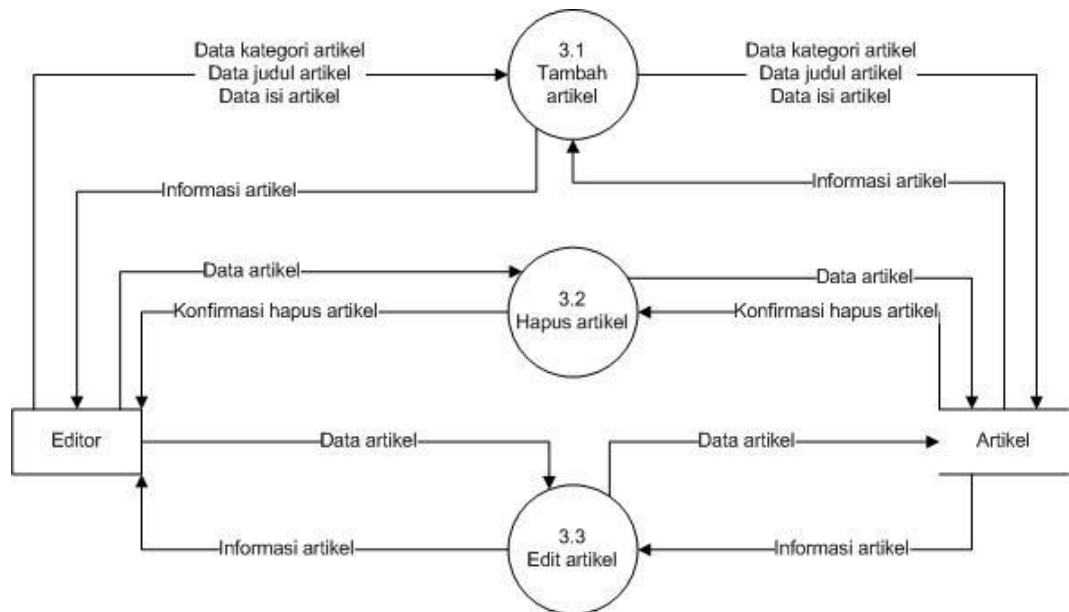 Data kategori artikel
Data judul artikel
Data isi artikel
3.1
Tambah
artikel
Data kategori artikel
Data judul artikel
Data isi artikel
Informasi artikel
Informasi artikel
Data artikel
Konfirmasi hapus artikel
3.2
Hapus artikel
Data artikel
Konfirmasi hapus artikel
Editor
Data artikel
Data artikel
Artikel
Informasi artikel
3.3
Edit artikel
Informasi artikel